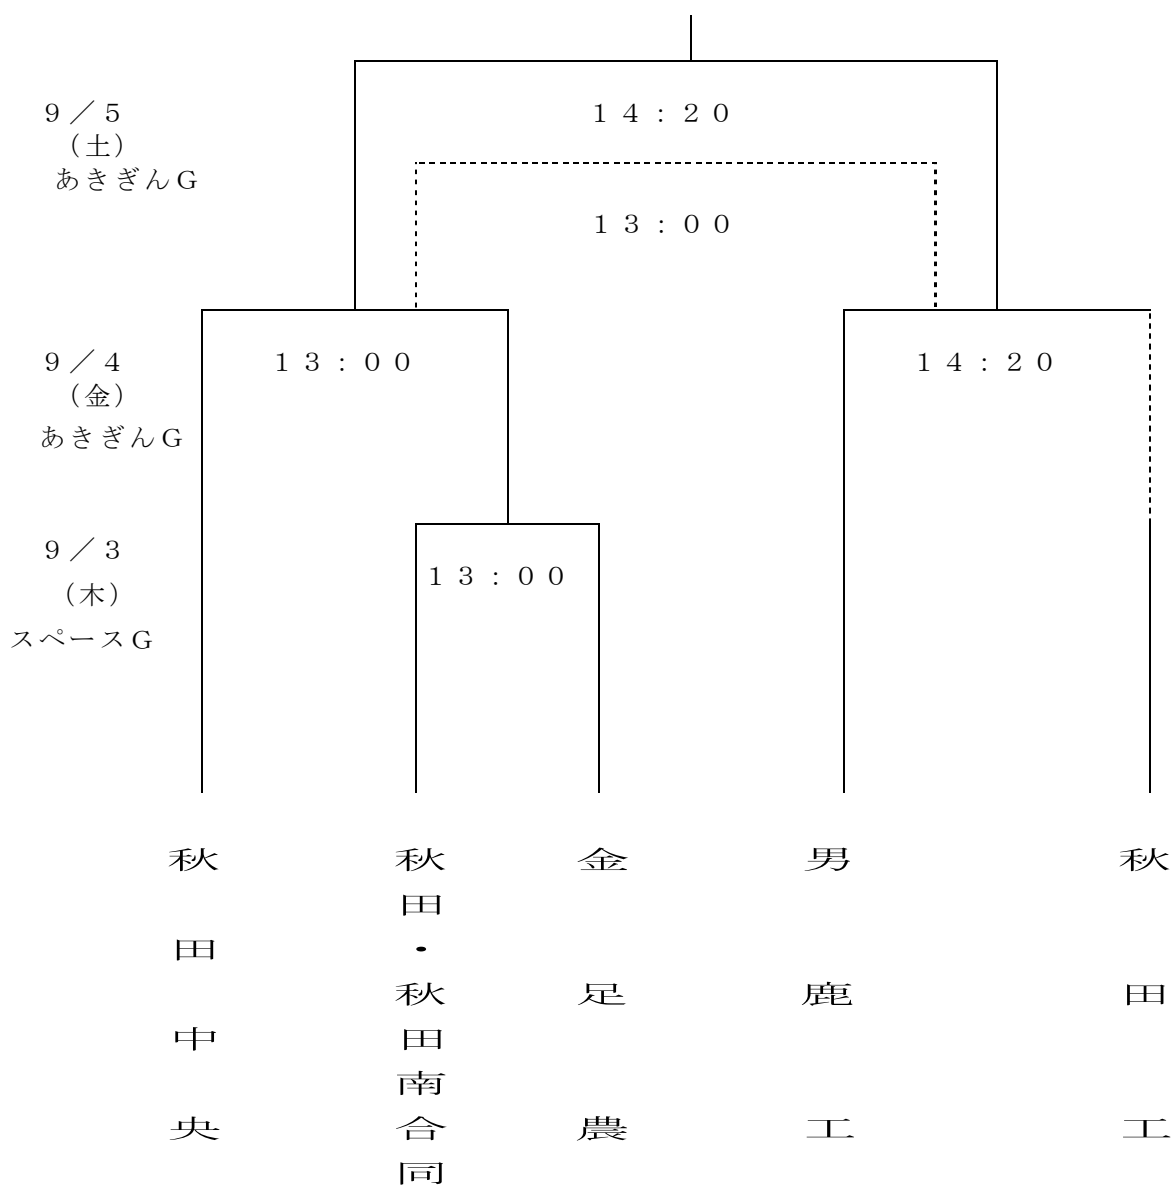 ９／５
１４：２０
（土）
あきぎんＧ
１３：００
９／４
１３：００
１４：２０
（金）
あきぎんＧ
９／３
１３：００
（木）
スペースＧ
秋田中央
秋田・秋田南合同
金足農
男鹿工
秋田工